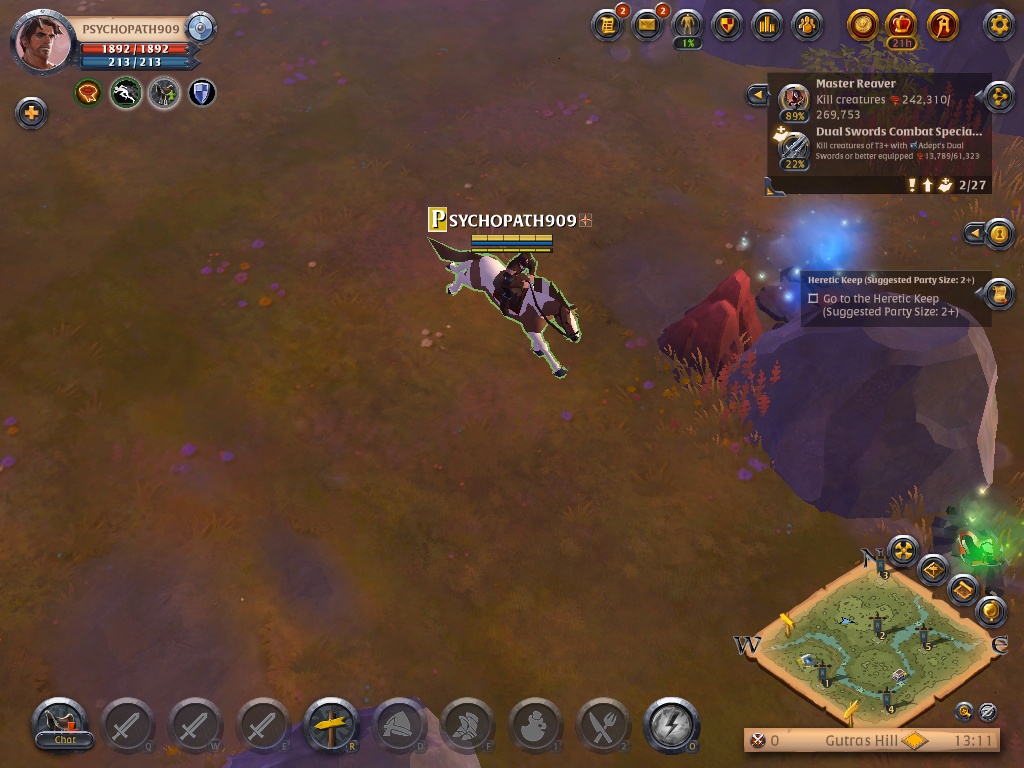 PSYCHOPATH909
1892 / 1892
213 / 213
2
2
1%
21h
Master Reaver
Kill creatures 242,310/
269,753
89%
Dual Swords Combat Specia...
Kill creatures of T3+ with Adept's Dual
Swords or better equipped 13,789/61,323
22%
2/27
PSYCHOPATH909
Heretic Keep (Suggested Party Size: 2+)
Go to the Heretic Keep
(Suggested Party Size: 2+)
N
3
2
W
E
5
1
4
Chat
Q
W
E
R
D
F
1
2
O
0
Gutras Hill
13:11